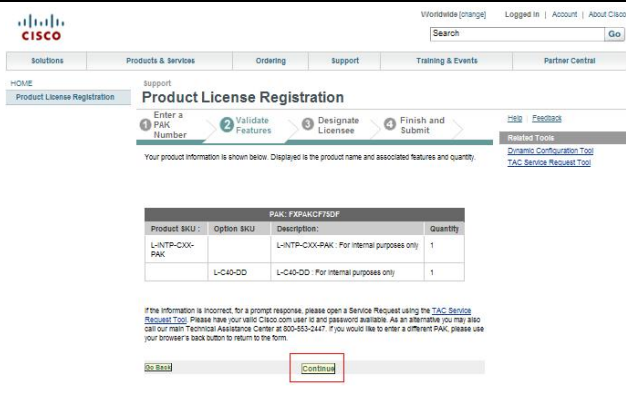 Worldwide [change] Logged In | Account | About Cisco
CISCO
Search Go
Solutions Products & Services Ordering Support Training & Events Partner Central
HOME
Product License Registration
Support
Product License Registration
1 Enter a PAK Number
2 Validate Features
3 Designate Licensee
4 Finish and Submit
Help | Feedback
Related Tools
Dynamic Configuration Tool
TAC Service Request Tool
Your product information is shown below. Displayed is the product name and associated features and quantity.
PAK: FXPAKCF75DF
Product SKU : Option SKU Description: Quantity
L-INTP-CXX-PAK L-INTP-CXX-PAK : For internal purposes only 1
L-C40-DD L-C40-DD : For internal purposes only 1
If the information is incorrect, for a prompt response, please open a Service Request using the TAC Service
Request Tool. Please have your valid Cisco.com user id and password available. As an alternative you may also
call our main Technical Assistance Center at 800-553-2447. If you would like to enter a different PAK, please use
your browser's back button to return to the form.
Go Back Continue